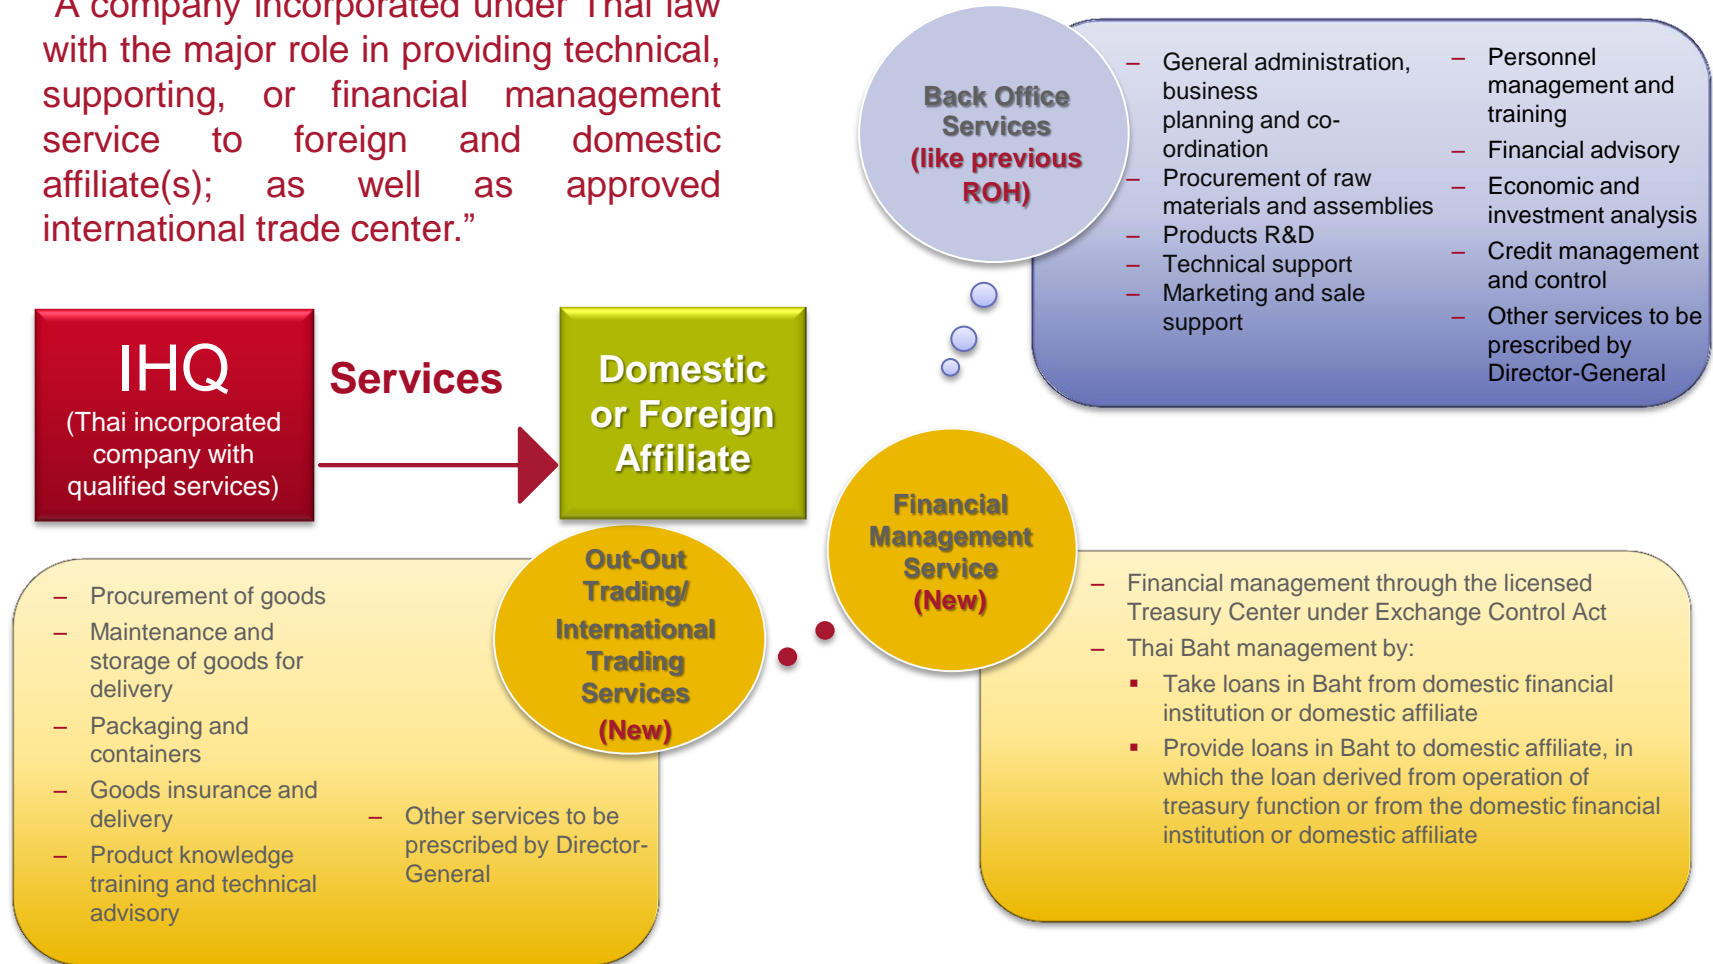 “A company incorporated under Thai law
with the major role in providing technical,
supporting, or financial management
service to foreign and domestic
affiliate(s); as well as approved
international trade center.”
Back Office
Services
(like previous
ROH)
– General administration,
business
planning and co-
ordination
– Procurement of raw
materials and assemblies
– Products R&D
– Technical support
– Marketing and sale
support
– Personnel
management and
training
– Financial advisory
– Economic and
investment analysis
– Credit management
and control
– Other services to be
prescribed by
Director-General
IHQ
(Thai incorporated
company with
qualified services)
Services
Domestic
or Foreign
Affiliate
Out-Out
Trading/
International
Trading
Services
(New)
– Procurement of goods
– Maintenance and
storage of goods for
delivery
– Packaging and
containers
– Goods insurance and
delivery
– Product knowledge
training and technical
advisory
– Other services to be
prescribed by Director-
General
Financial
Management
Service
(New)
– Financial management through the licensed
Treasury Center under Exchange Control Act
– Thai Baht management by:
▪ Take loans in Baht from domestic financial
institution or domestic affiliate
▪ Provide loans in Baht to domestic affiliate, in
which the loan derived from operation of
treasury function or from the domestic financial
institution or domestic affiliate